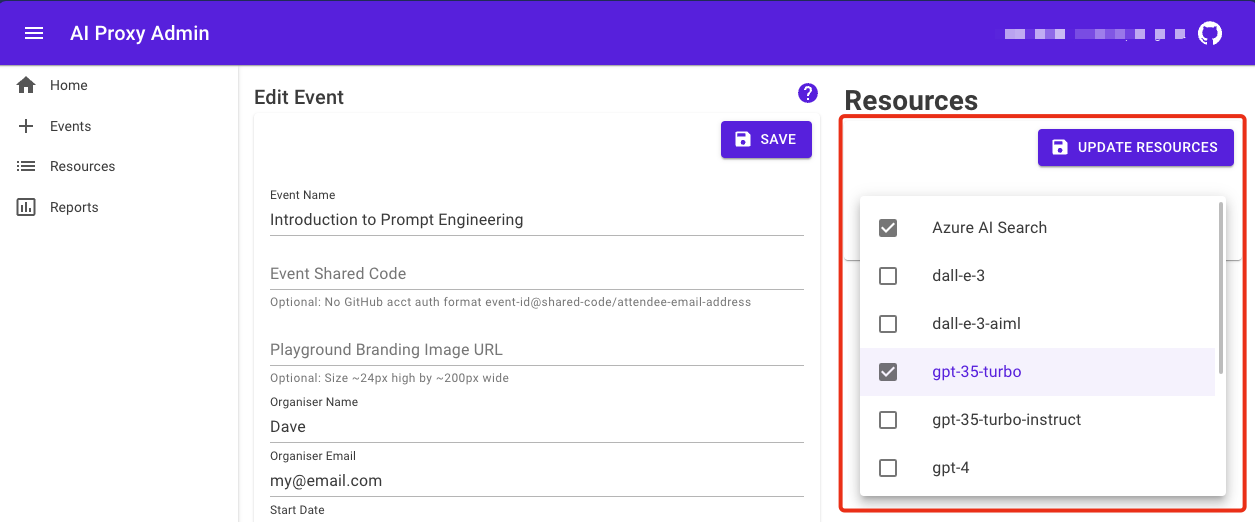 AI Proxy Admin
Home
Events
Resources
Reports
Edit Event
?
SAVE
Event Name
Introduction to Prompt Engineering
Event Shared Code
Optional: No GitHub acct auth format event-id@shared-code/attendee-email-address
Playground Branding Image URL
Optional: Size ~24px high by ~200px wide
Organiser Name
Dave
Organiser Email
my@email.com
Start Date
Resources
UPDATE RESOURCES
Azure AI Search
dall-e-3
dall-e-3-aiml
gpt-35-turbo
gpt-35-turbo-instruct
gpt-4